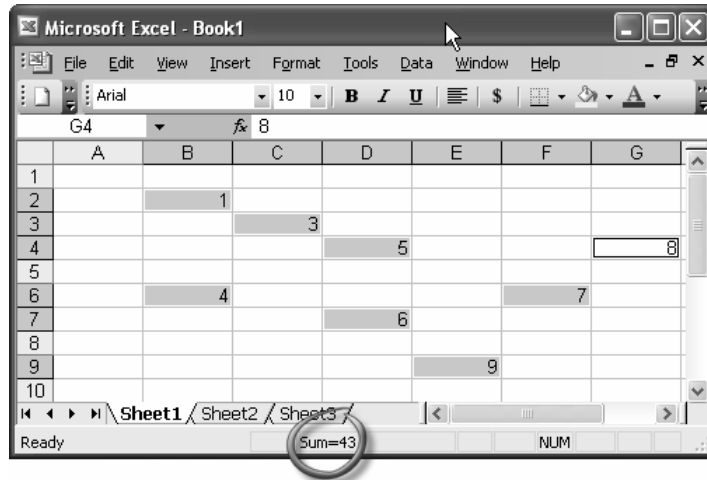 Microsoft Excel - Book1
File Edit View Insert Format Tools Data Window Help
Arial 10 B I U $ A
G4 fx 8
A B C D E F G
1
2 1
3 3
4 5 8
5
6 4 7
7 6
8
9 9
10
Sheet1 Sheet2 Sheet3
Ready Sum=43 NUM